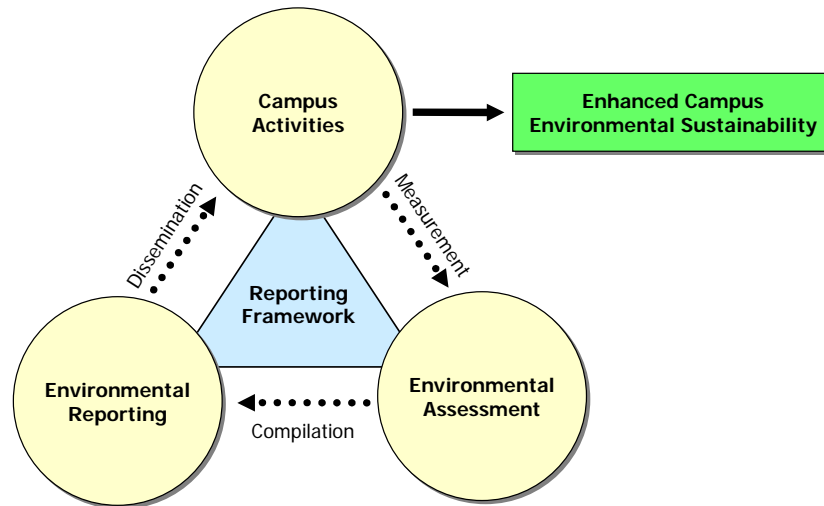 Campus
Activities
Enhanced Campus
Environmental Sustainability
Dissemination
Measurement
Reporting
Framework
Environmental
Reporting
Environmental
Assessment
Compilation